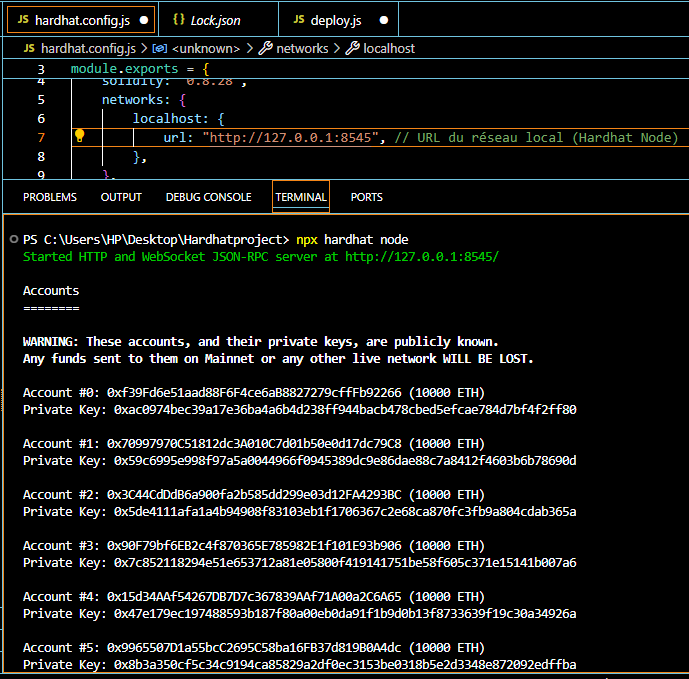 JS hardhat.config.js ● {} Lock.json JS deploy.js ●
JS hardhat.config.js > <unknown> > networks > localhost
3 module.exports = {
4 solidity: "0.8.28",
5 networks: {
6 localhost: {
7 url: "http://127.0.0.1:8545", // URL du réseau local (Hardhat Node)
8 },
9 },
PROBLEMS OUTPUT DEBUG CONSOLE TERMINAL PORTS
PS C:\Users\HP\Desktop\Hardhatproject> npx hardhat node
Started HTTP and WebSocket JSON-RPC server at http://127.0.0.1:8545/
Accounts
========
WARNING: These accounts, and their private keys, are publicly known.
Any funds sent to them on Mainnet or any other live network WILL BE LOST.
Account #0: 0xf39Fd6e51aad88F6F4ce6aB8827279cffFb92266 (10000 ETH)
Private Key: 0xac0974bec39a17e36ba4a6b4d238ff944bacb478cbed5efcae784d7bf4f2ff80
Account #1: 0x70997970C51812dc3A010C7d01b50e0d17dc79C8 (10000 ETH)
Private Key: 0x59c6995e998f97a5a0044966f0945389dc9e86dae88c7a8412f4603b6b78690d
Account #2: 0x3C44CdDdB6a900fa2b585dd299e03d12FA4293BC (10000 ETH)
Private Key: 0x5de4111afa1a4b94908f83103eb1f1706367c2e68ca870fc3fb9a804cdab365a
Account #3: 0x90F79bf6EB2c4f870365E785982E1f101E93b906 (10000 ETH)
Private Key: 0x7c852118294e51e653712a81e05800f419141751be58f605c371e15141b007a6
Account #4: 0x15d34AAf54267DB7D7c367839AAf71A00a2C6A65 (10000 ETH)
Private Key: 0x47e179ec197488593b187f80a00eb0da91f1b9d0b13f8733639f19c30a34926a
Account #5: 0x9965507D1a55bcC2695C58ba16FB37d819B0A4dc (10000 ETH)
Private Key: 0x8b3a350cf5c34c9194ca85829a2df0ec3153be0318b5e2d3348e872092edffba